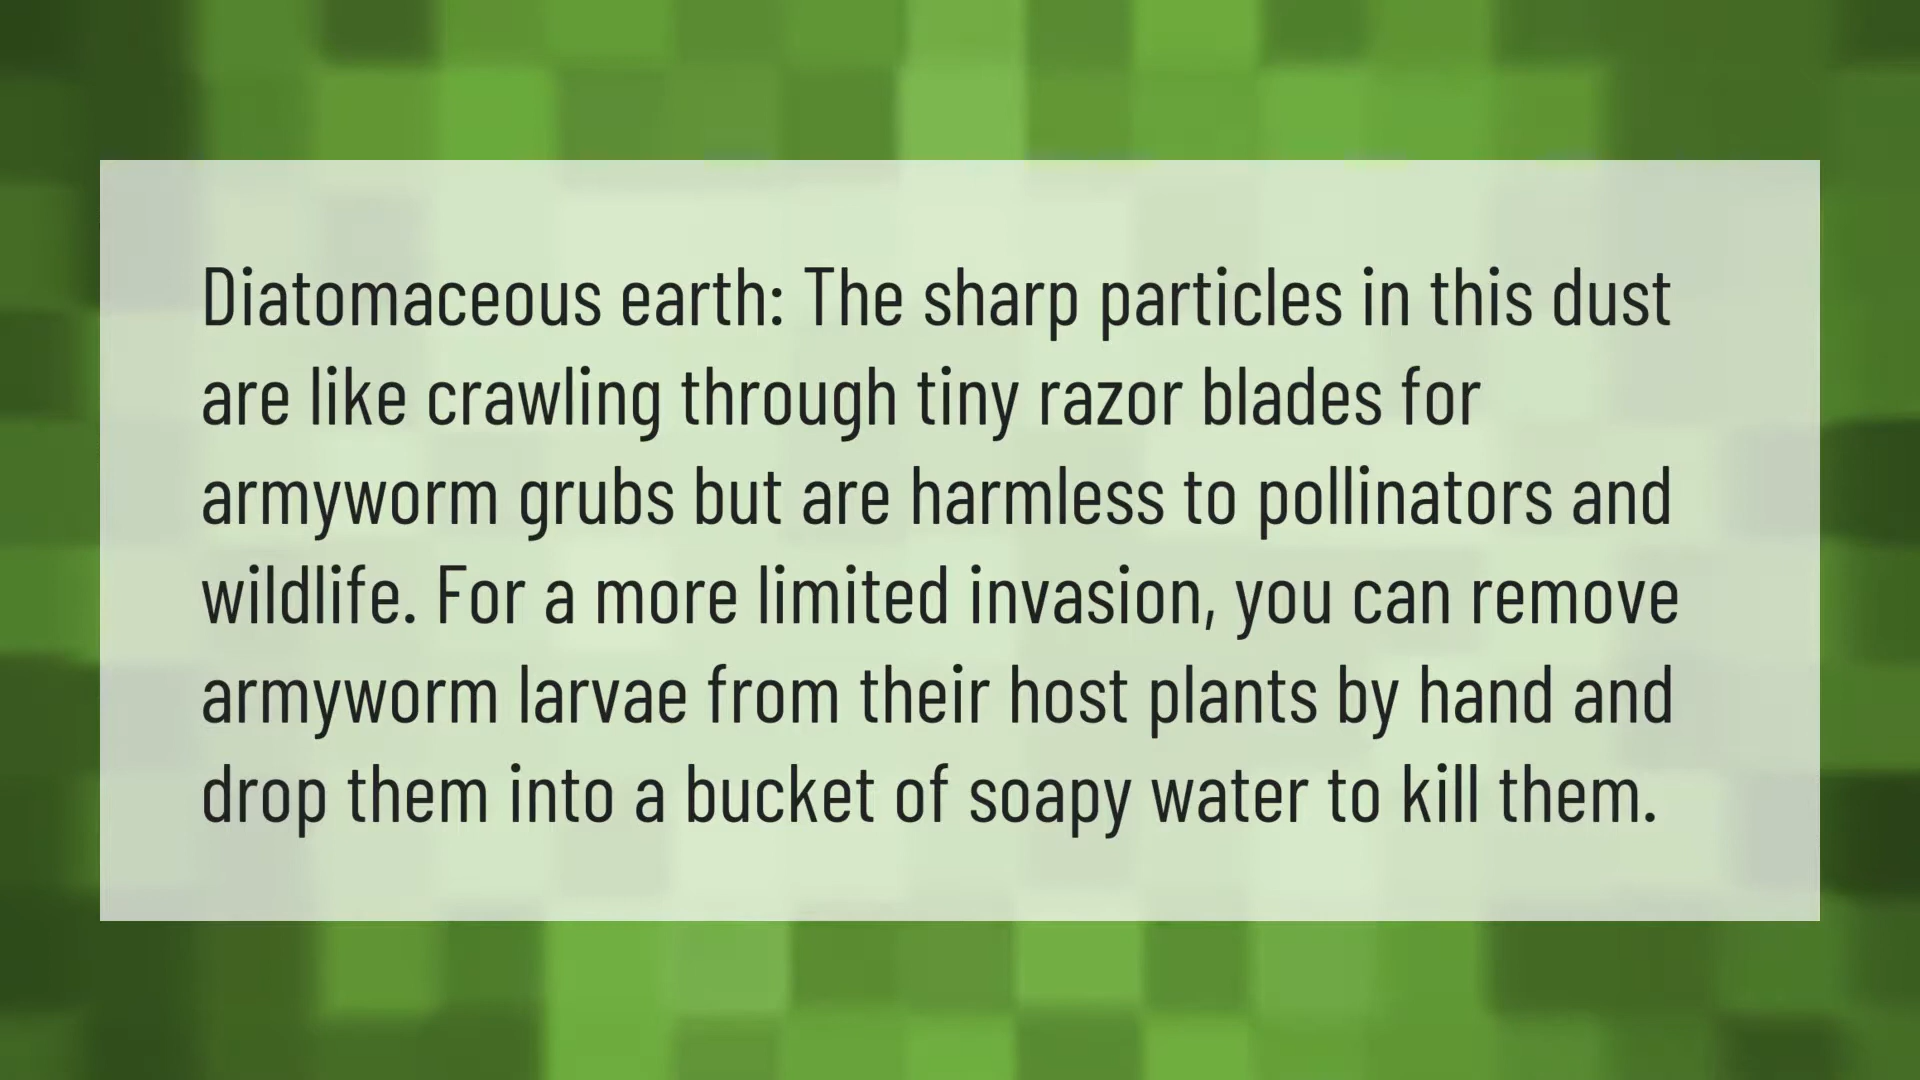 Diatomaceous earth: The sharp particles in this dust
are like crawling through tiny razor blades for
armyworm grubs but are harmless to pollinators and
wildlife. For a more limited invasion, you can remove
armyworm larvae from their host plants by hand and
drop them into a bucket of soapy water to kill them.